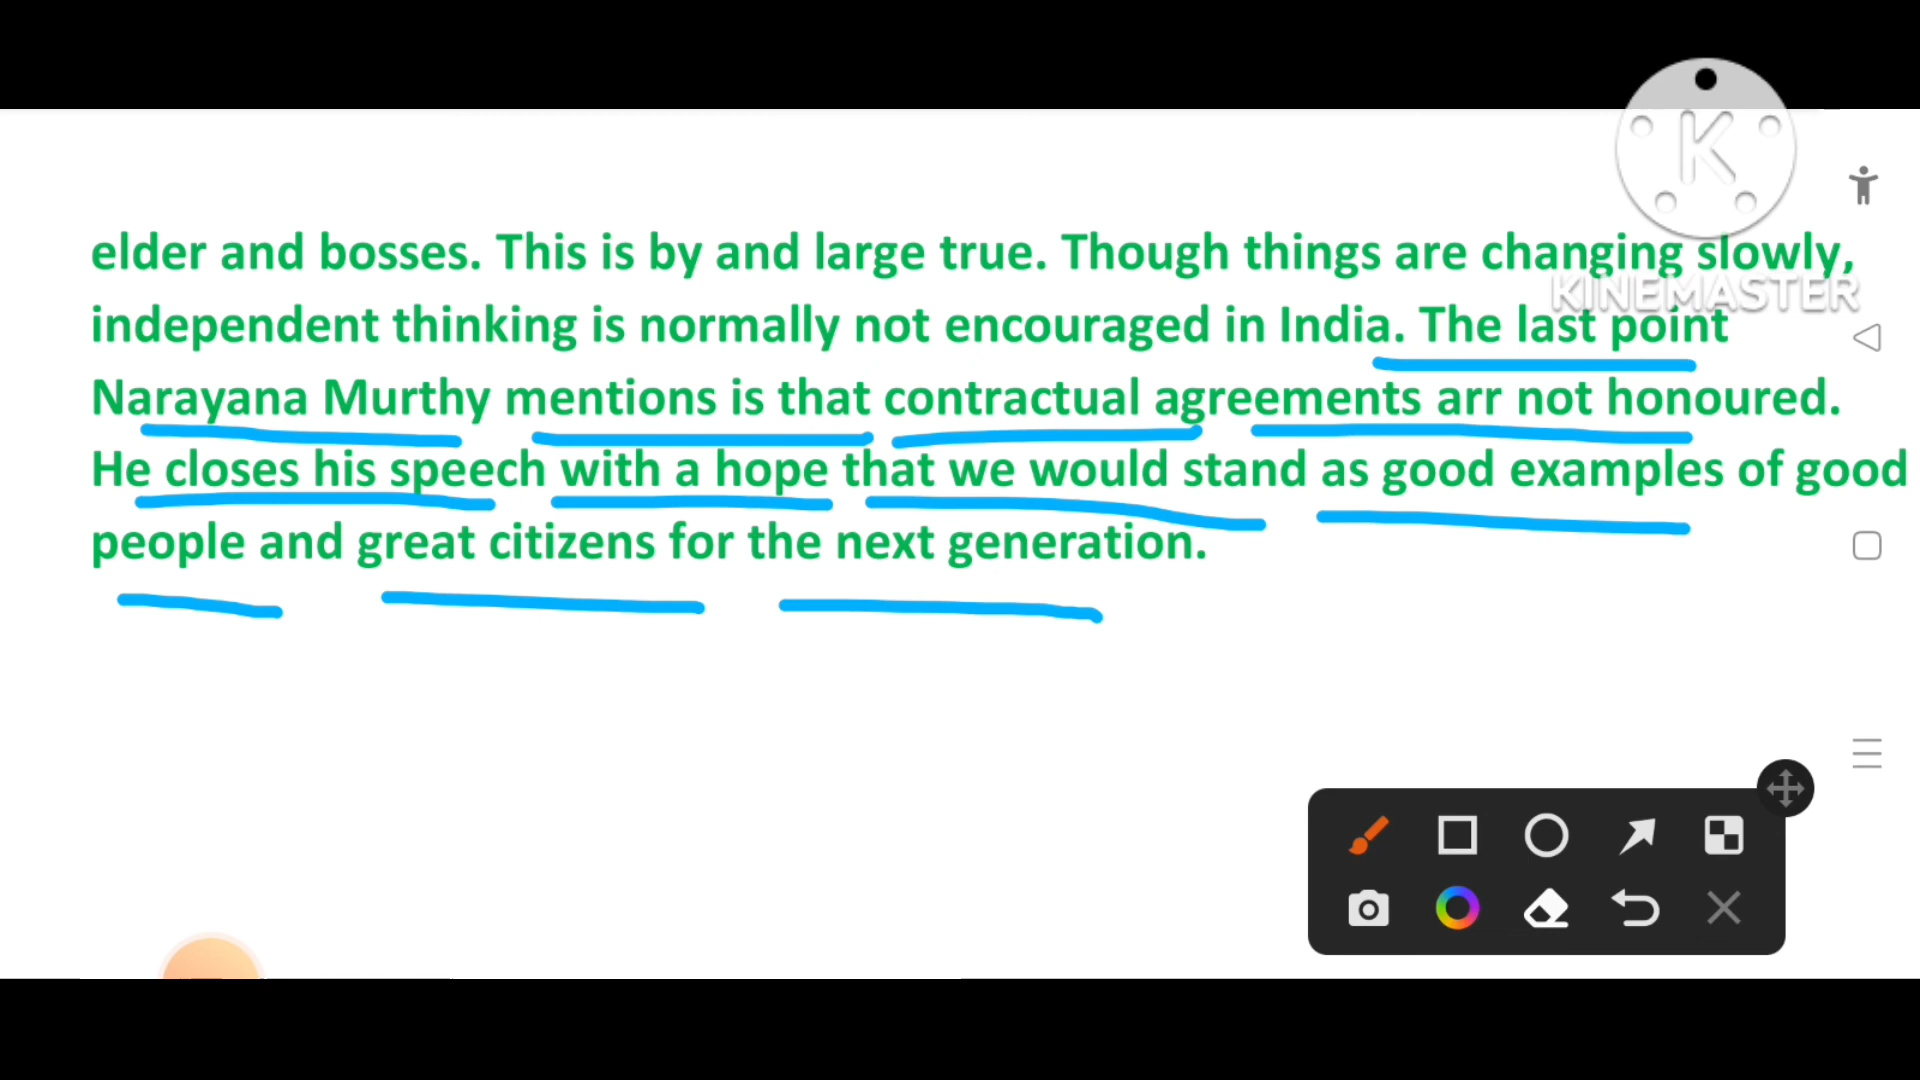 K
KINEMASTER
elder and bosses. This is by and large true. Though things are changing slowly,
independent thinking is normally not encouraged in India. The last point
Narayana Murthy mentions is that contractual agreements arr not honoured.
He closes his speech with a hope that we would stand as good examples of good
people and great citizens for the next generation.